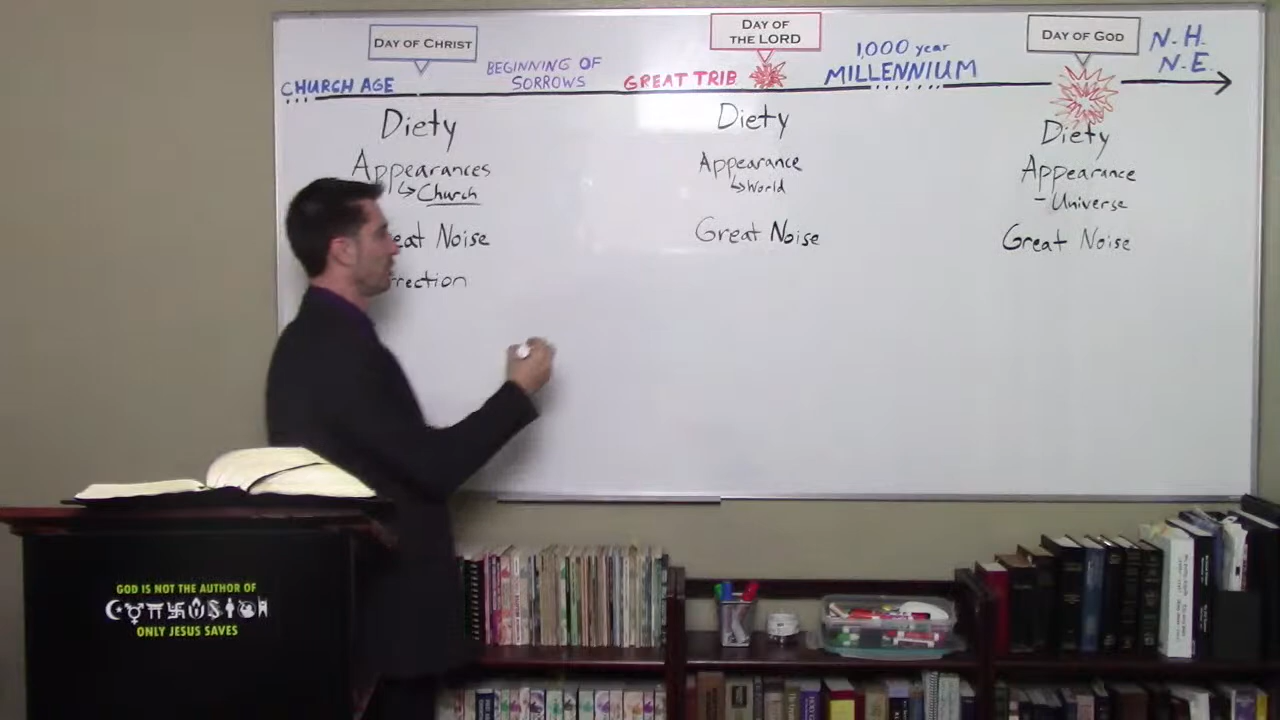 DAY OF CHRIST
DAY OF
THE LORD
DAY OF GOD
CHURCH AGE
BEGINNING OF
SORROWS
GREAT TRIB
1,000 year
MILLENNIUM
N.H.
N.E.
Diety
Appearances
Church
eat Noise
rrection
Diety
Appearance
World
Great Noise
Diety
Appearance
- Universe
Great Noise
GOD IS NOT THE AUTHOR OF
ONLY JESUS SAVES